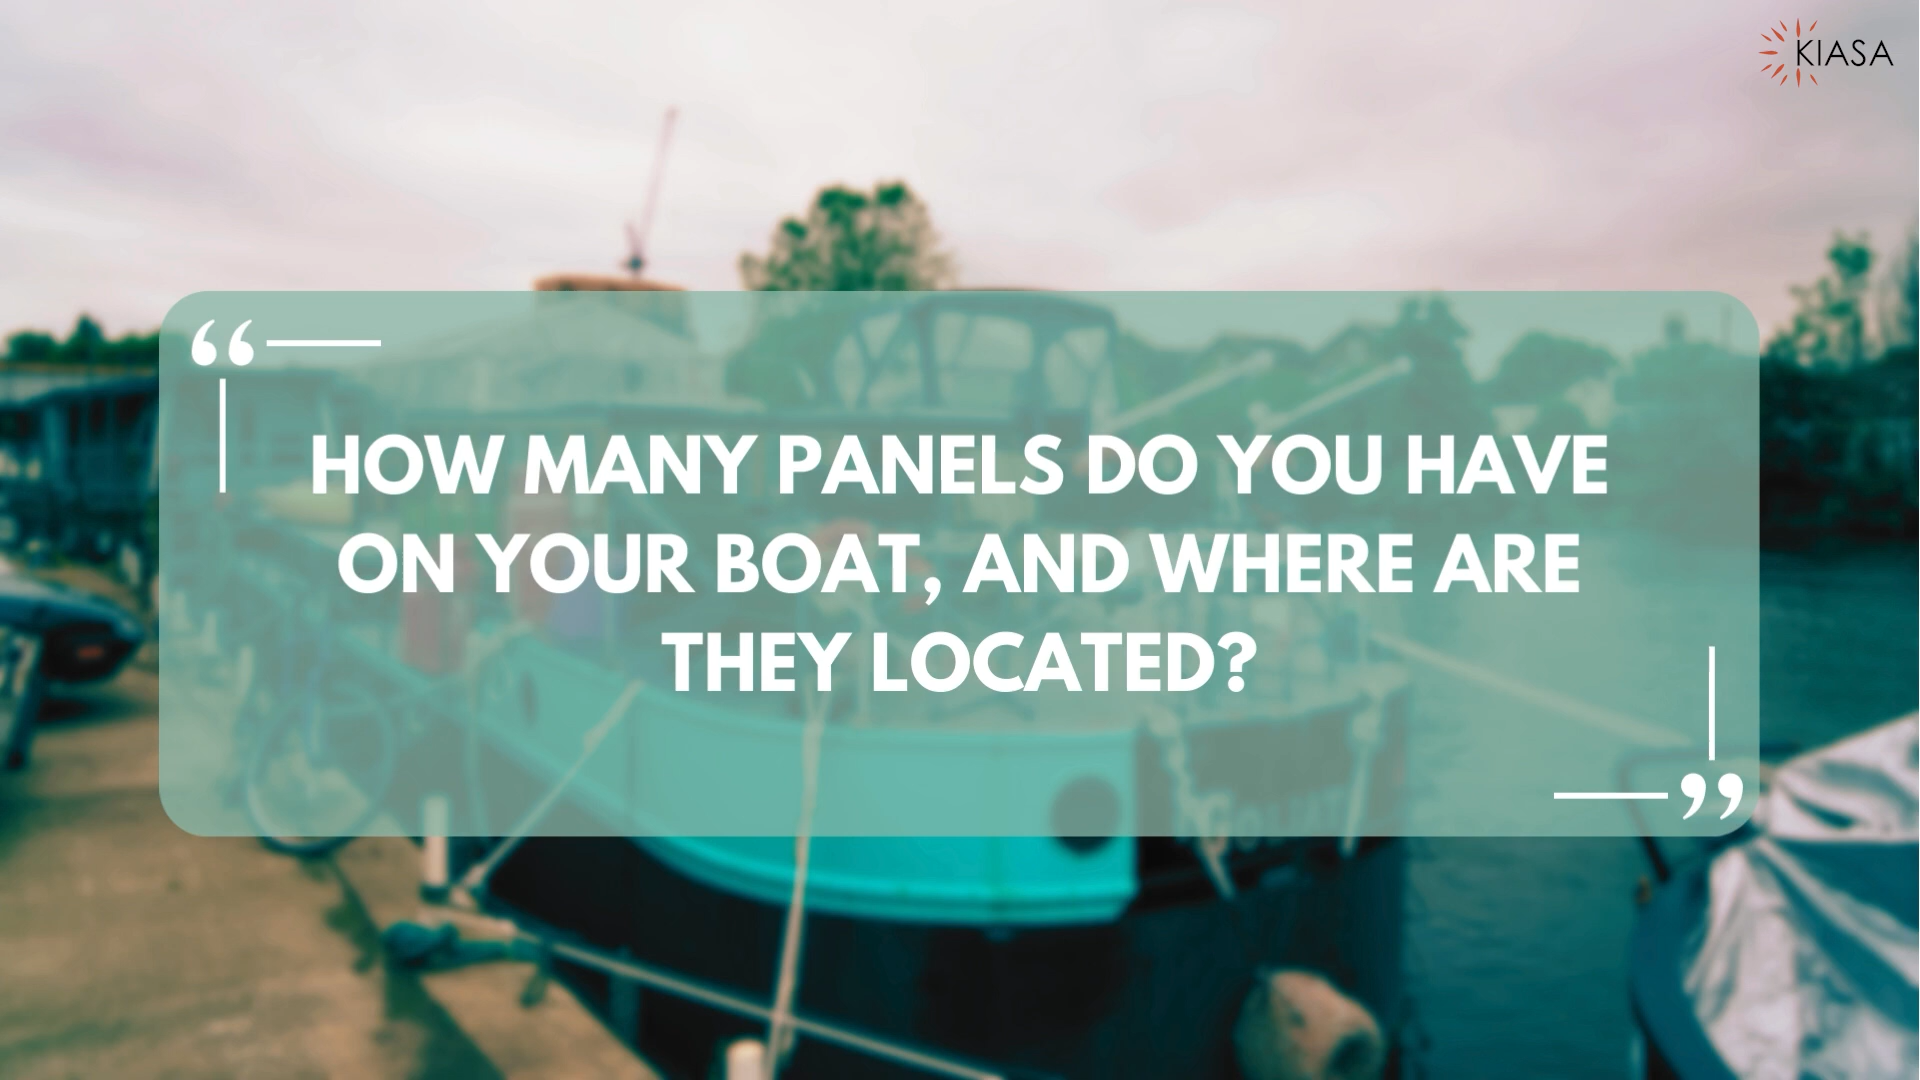 KIASA
“
HOW MANY PANELS DO YOU HAVE
ON YOUR BOAT, AND WHERE ARE
THEY LOCATED?
”